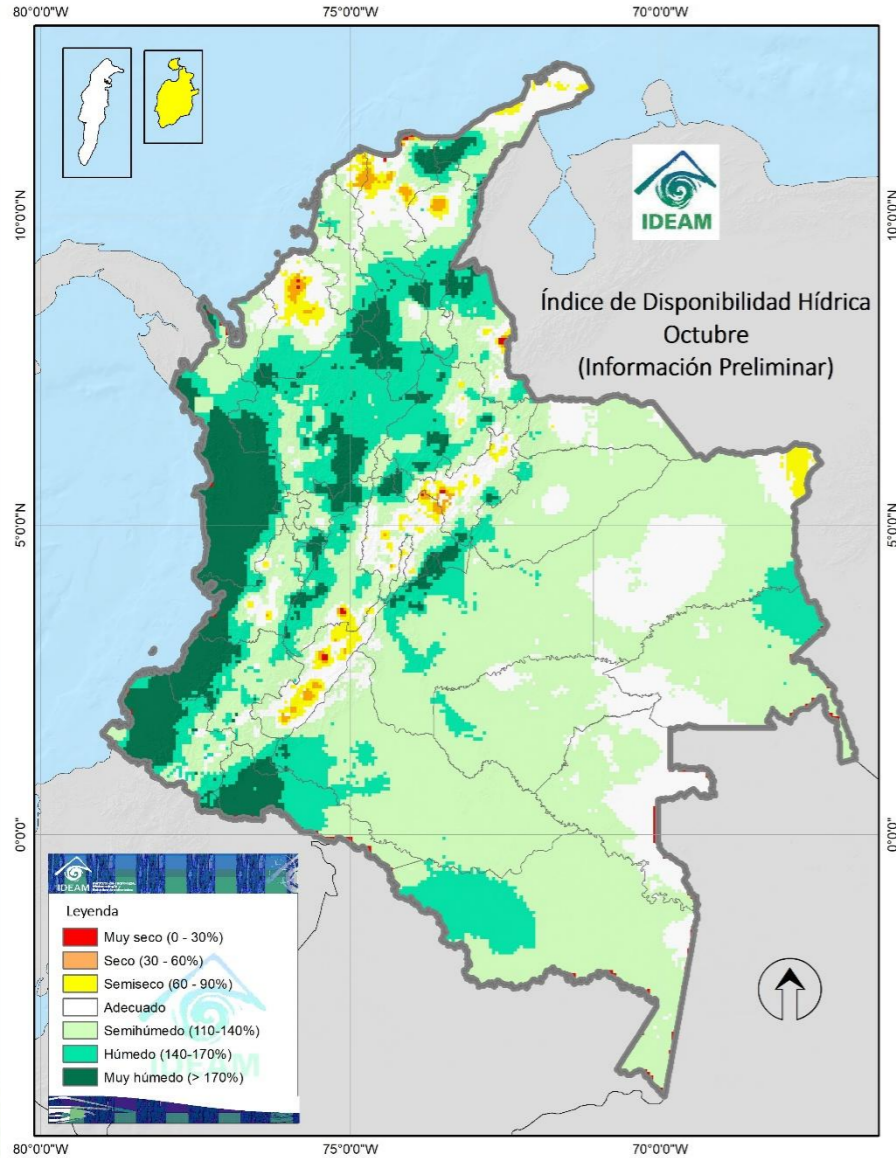 80°0'0"W
75°0'0"W
70°0'0"W
10°0'0"N
10°0'0"N
IDEAM
Índice de Disponibilidad Hídrica
Octubre
(Información Preliminar)
5°0'0"N
5°0'0"N
0°0'0"
0°0'0"
IDEAM
Leyenda
Muy seco (0 - 30%)
Seco (30 - 60%)
Semiseco (60 - 90%)
Adecuado
Semihúmedo (110-140%)
Húmedo (140-170%)
Muy húmedo (> 170%)
IDEAM
80°0'0"W
75°0'0"W
70°0'0"W